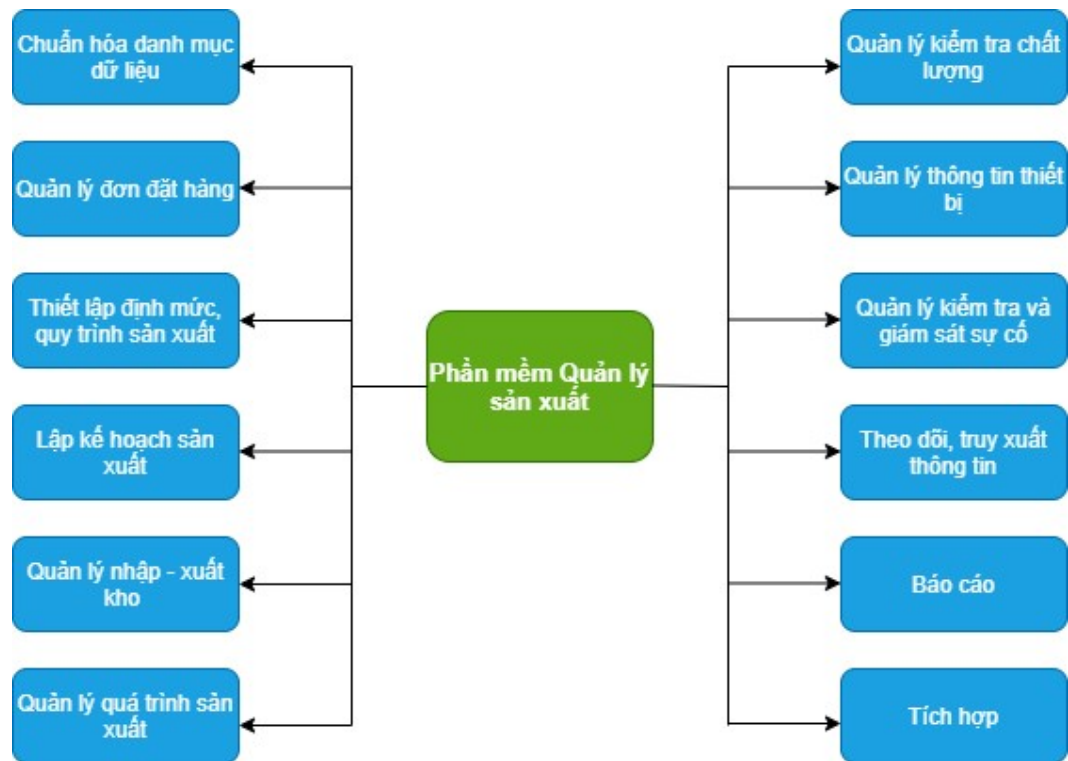 Chuẩn hóa danh mục
dữ liệu
Quản lý đơn đặt hàng
Thiết lập định mức,
quy trình sản xuất
Lập kế hoạch sản
xuất
Quản lý nhập - xuất
kho
Quản lý quá trình sản
xuất
Phần mềm Quản lý
sản xuất
Quản lý kiểm tra chất
lượng
Quản lý thông tin thiết
bị
Quản lý kiểm tra và
giám sát sự cố
Theo dõi, truy xuất
thông tin
Báo cáo
Tích hợp